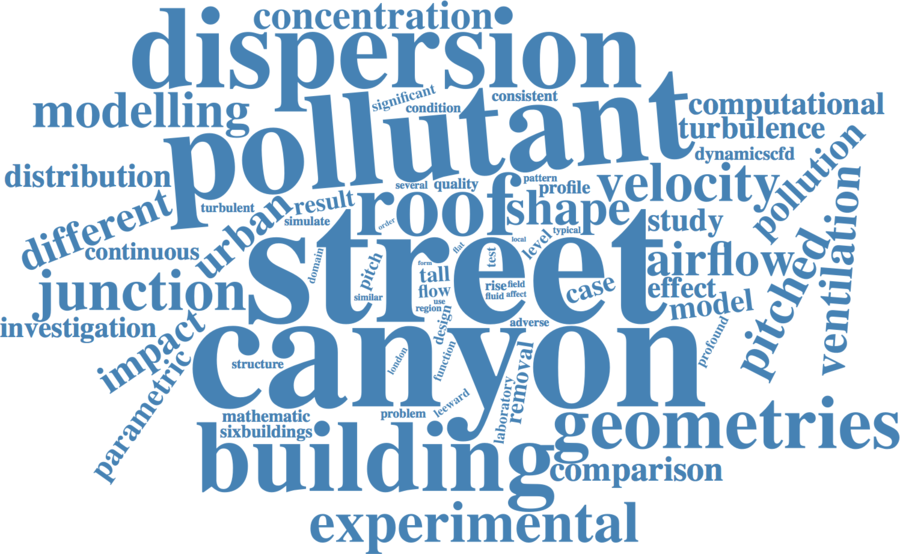 concentration
dispersion
modelling
significant
condition
consistent
computational
pollutant
turbulence
dynamicscfd
distribution
several
quality
pattern
profile
velocity
pollution
different
turbulent
urban
result
simulate
order
roof
shape
typical
study
ventilation
continuous
street
domain
pitch
similar
form
tall
flow
use
region
flat
test
local
level
rise
field
fluid
affect
case
airflow
effect
model
pitched
junction
investigation
impact
parametric
canyon
structure
london
function
design
adverse
profound
leeward
laboratory
removal
mathematic
problem
sixbuildings
building
geometries
comparison
experimental